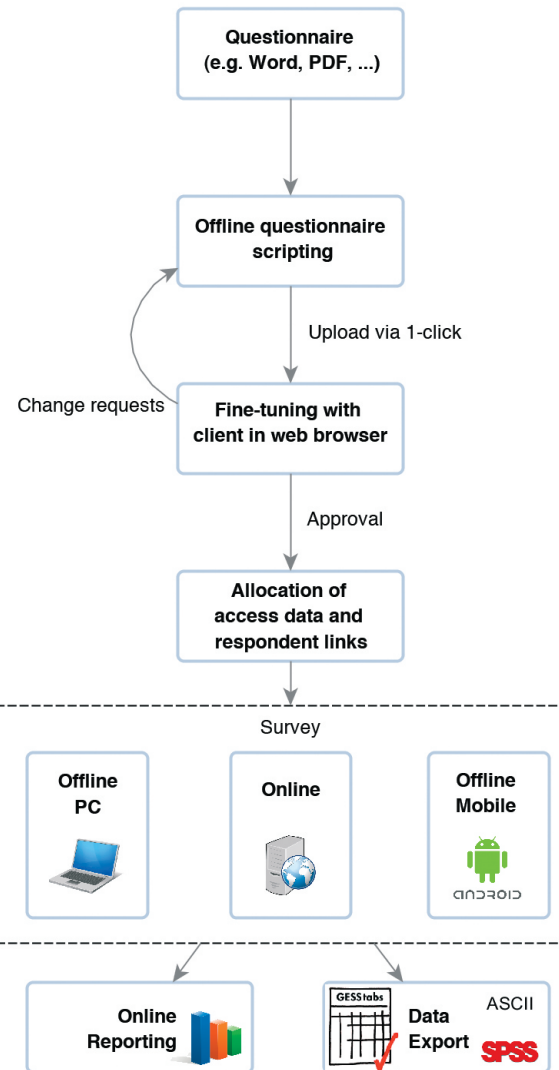 Questionnaire
(e.g. Word, PDF, ...)
Offline questionnaire
scripting
Upload via 1-click
Change requests
Fine-tuning with
client in web browser
Approval
Allocation of
access data and
respondent links
Survey
Offline
PC
Online
Offline
Mobile
ANDROID
Online
Reporting
GESStabs
Data
Export
ASCII
SPSS